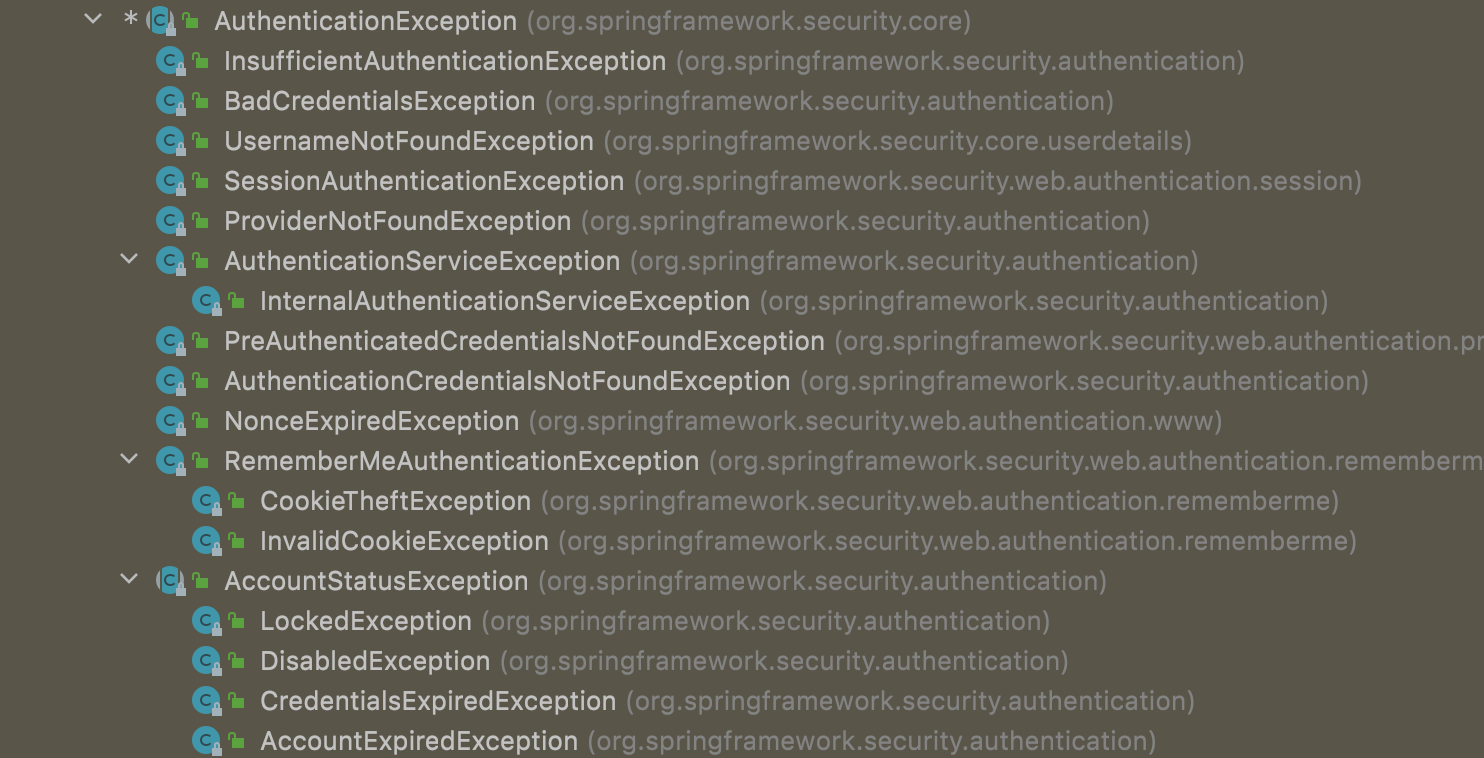 * AuthenticationException (org.springframework.security.core)
InsufficientAuthenticationException (org.springframework.security.authentication)
BadCredentialsException (org.springframework.security.authentication)
UsernameNotFoundException (org.springframework.security.core.userdetails)
SessionAuthenticationException (org.springframework.security.web.authentication.session)
ProviderNotFoundException (org.springframework.security.authentication)
AuthenticationServiceException (org.springframework.security.authentication)
InternalAuthenticationServiceException (org.springframework.security.authentication)
PreAuthenticatedCredentialsNotFoundException (org.springframework.security.web.authentication.pr
AuthenticationCredentialsNotFoundException (org.springframework.security.authentication)
NonceExpiredException (org.springframework.security.web.authentication.www)
RememberMeAuthenticationException (org.springframework.security.web.authentication.rememberm
CookieTheftException (org.springframework.security.web.authentication.rememberme)
InvalidCookieException (org.springframework.security.web.authentication.rememberme)
AccountStatusException (org.springframework.security.authentication)
LockedException (org.springframework.security.authentication)
DisabledException (org.springframework.security.authentication)
CredentialsExpiredException (org.springframework.security.authentication)
AccountExpiredException (org.springframework.security.authentication)